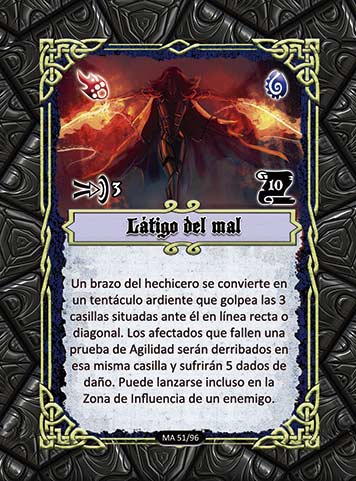 3
10
Látigo del mal
Un brazo del hechicero se convierte en
un tentáculo ardiente que golpea las 3
casillas situadas ante él en línea recta o
diagonal. Los afectados que fallen una
prueba de Agilidad serán derribados en
esa misma casilla y sufrirán 5 dados de
daño. Puede lanzarse incluso en la
Zona de Influencia de un enemigo.
MA 51/96